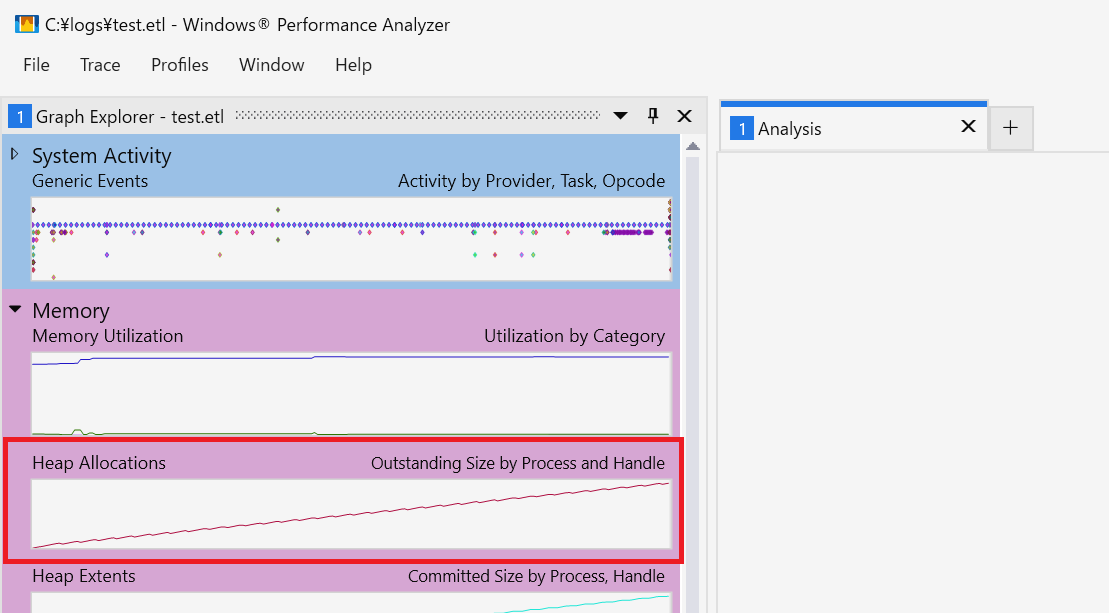 C:¥logs¥test.etl - Windows® Performance Analyzer
File Trace Profiles Window Help
1 Graph Explorer - test.etl
1 Analysis
System Activity
Generic Events Activity by Provider, Task, Opcode
Memory
Memory Utilization Utilization by Category
Heap Allocations Outstanding Size by Process and Handle
Heap Extents Committed Size by Process, Handle